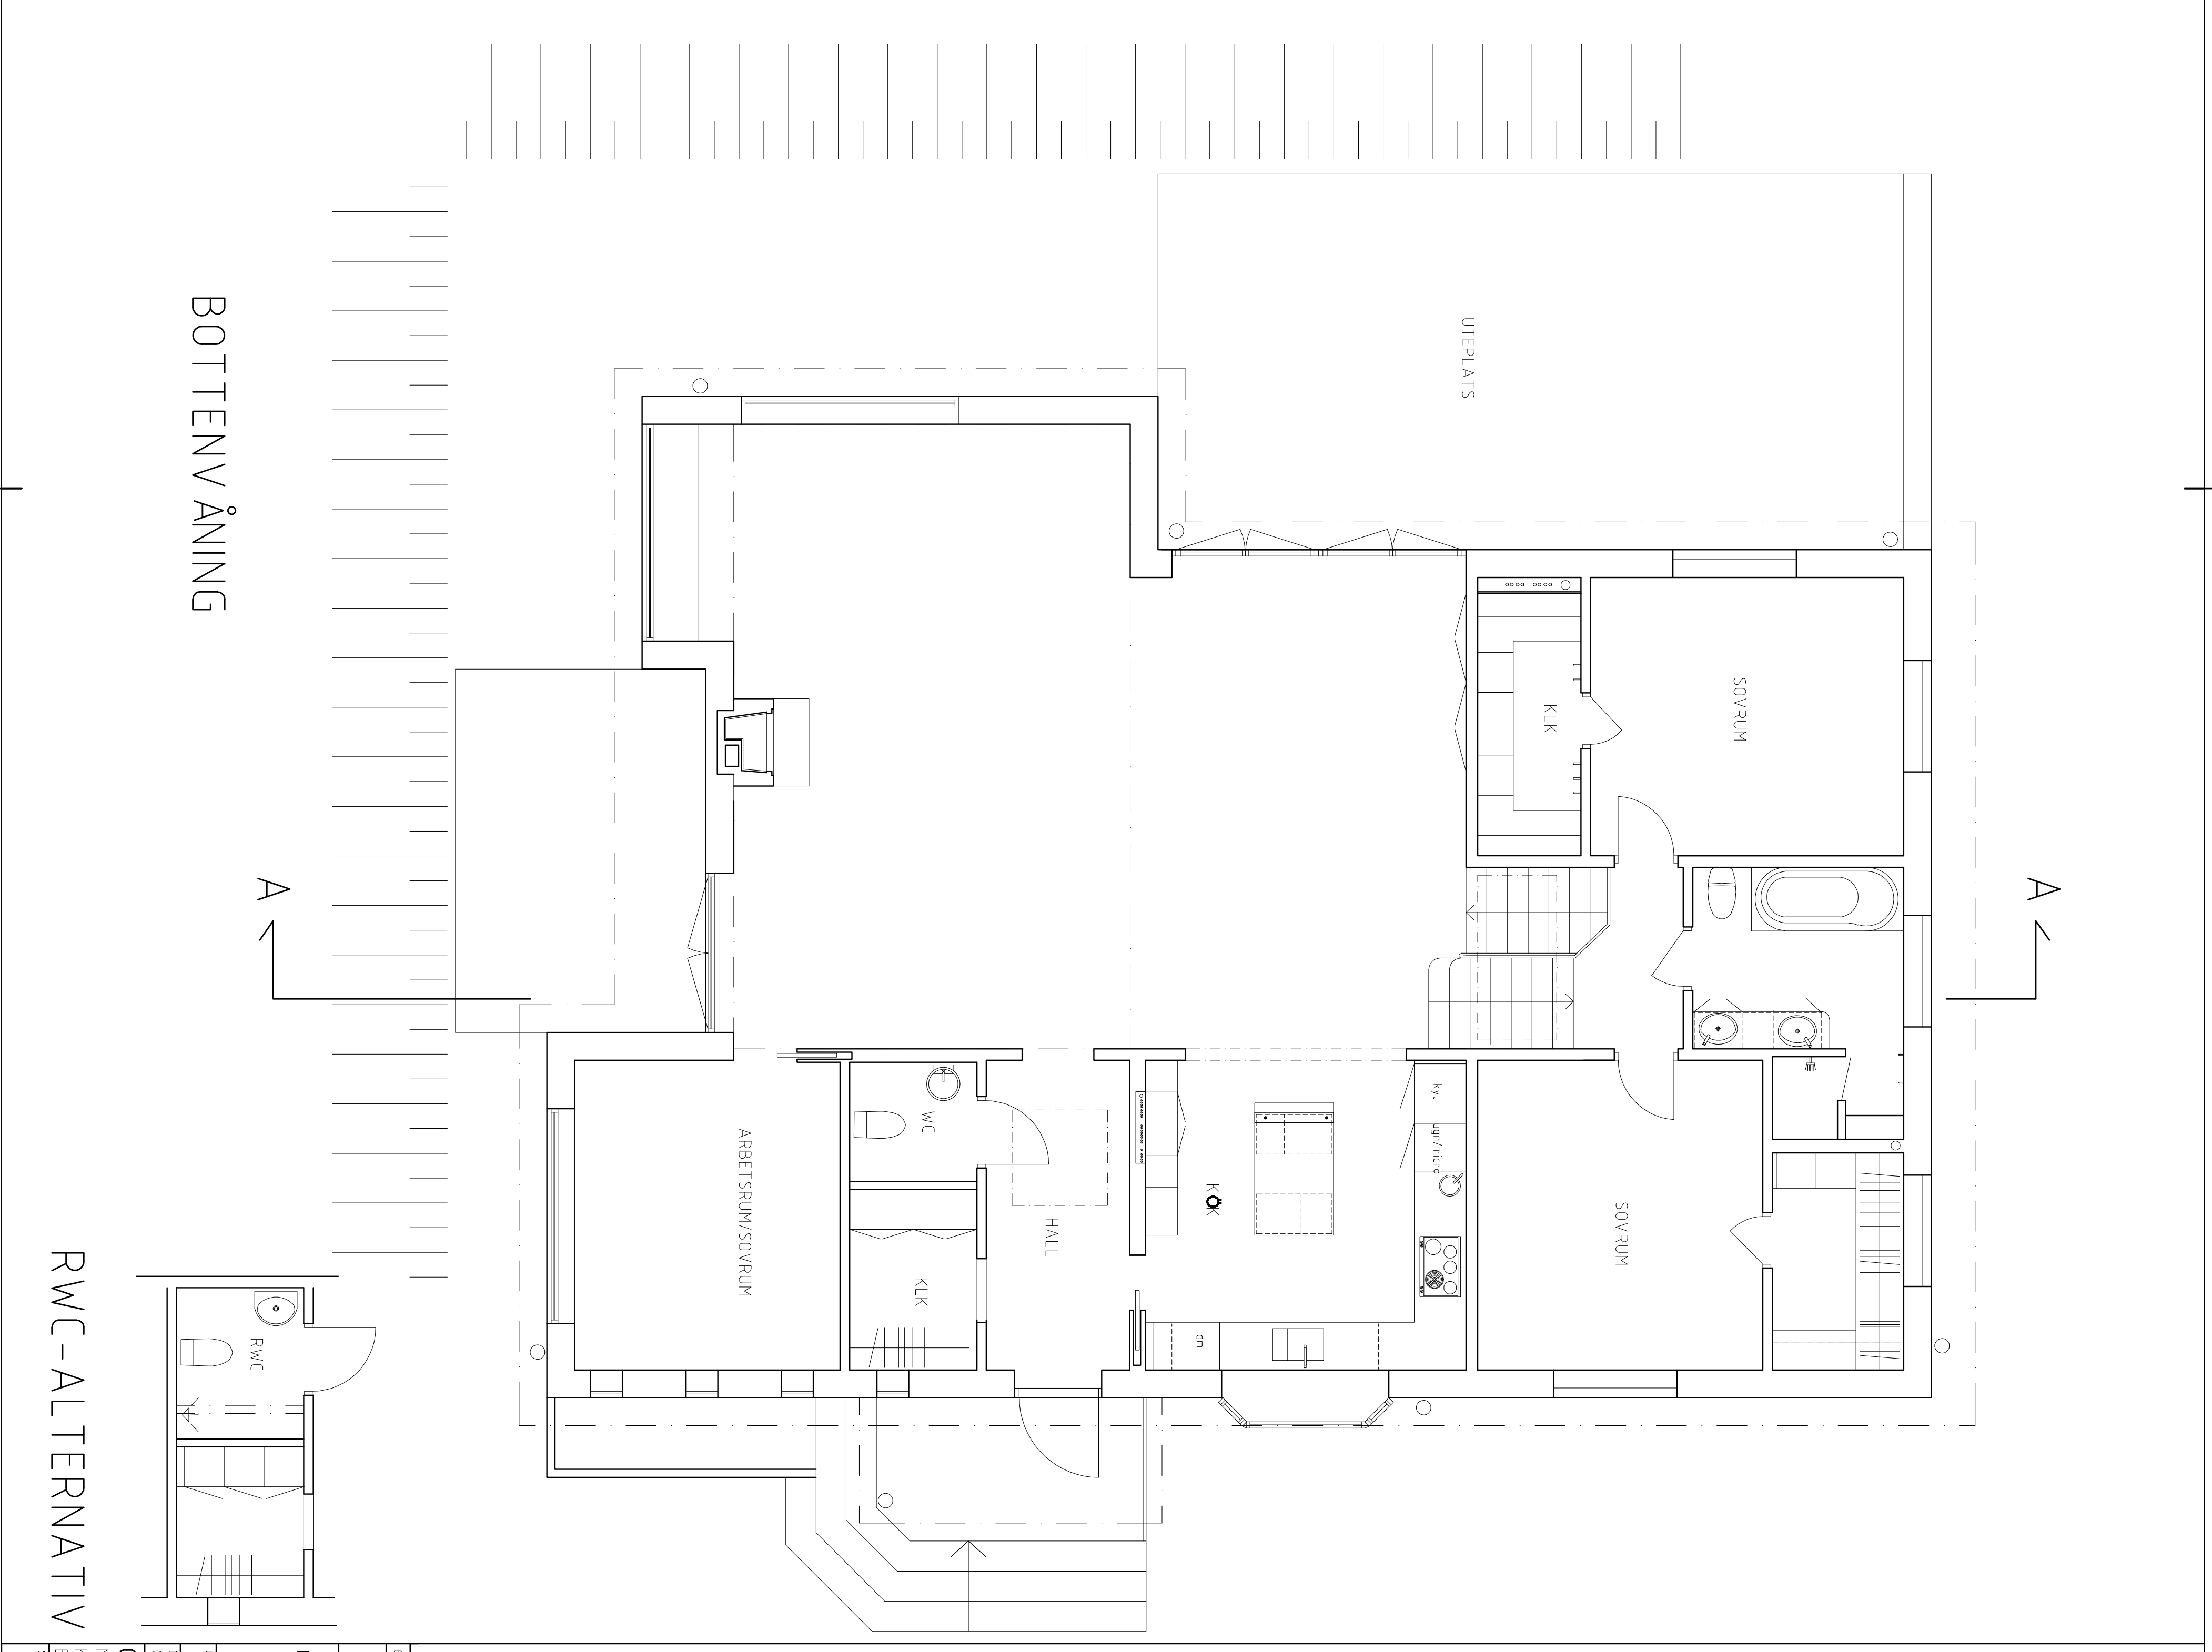 UTEPLATS
SOVRUM
KLK
A
A
SOVRUM
kyl
ugn/micro
KÖK
dm
HALL
WC
KLK
ARBETSRUM/SOVRUM
BOTTENVÅNING
RWC
RWC-ALTERNATIV